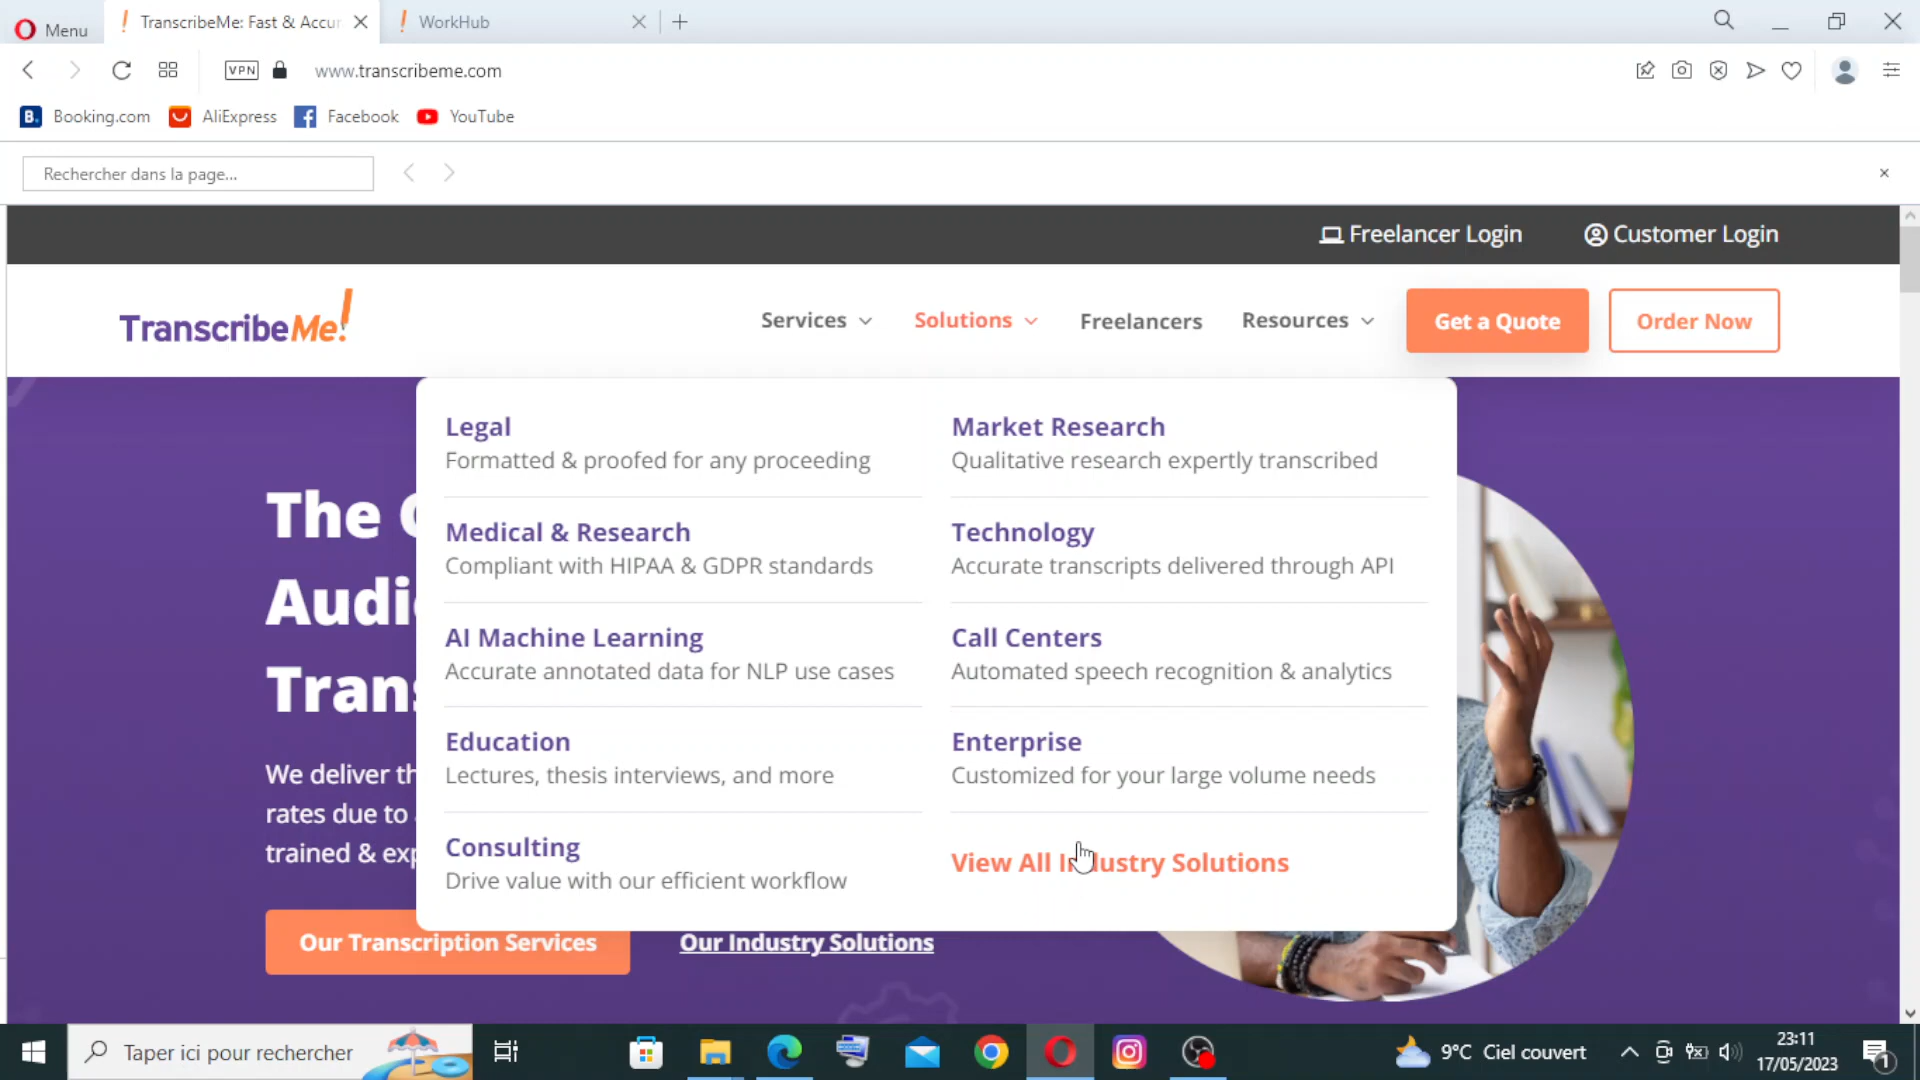 Menu
TranscribeMe: Fast & Accur
WorkHub
VPN
www.transcribeme.com
B. Booking.com
AliExpress
Facebook
YouTube
Rechercher dans la page...
Freelancer Login
Customer Login
TranscribeMe!
Services
Solutions
Freelancers
Resources
Get a Quote
Order Now
Legal
Formatted & proofed for any proceeding
Market Research
Qualitative research expertly transcribed
Medical & Research
Compliant with HIPAA & GDPR standards
Technology
Accurate transcripts delivered through API
AI Machine Learning
Accurate annotated data for NLP use cases
Call Centers
Automated speech recognition & analytics
Education
Lectures, thesis interviews, and more
Enterprise
Customized for your large volume needs
Consulting
Drive value with our efficient workflow
View All Industry Solutions
The
Audi
Tran
We deliver th
rates due to
trained & exp
Our Transcription Services
Our Industry Solutions
Taper ici pour rechercher
9°C Ciel couvert
23:11
17/05/2023
1